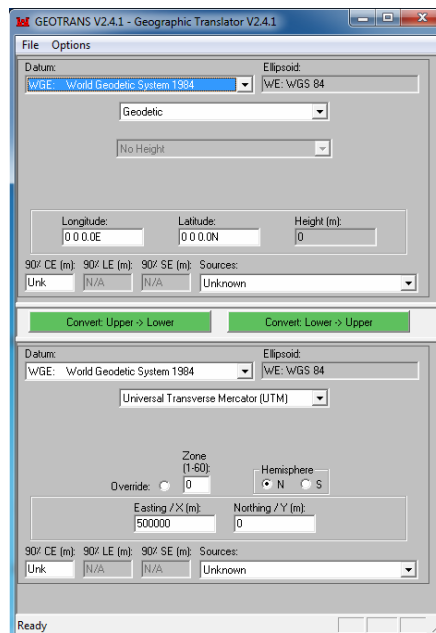 GEOTRANS V2.4.1 - Geographic Translator V2.4.1
File Options
Datum: Ellipsoid:
WGE: World Geodetic System 1984 WE: WGS 84
Geodetic
No Height
Longitude: Latitude: Height (m):
0 0 0.0E 0 0 0.0N 0
90% CE (m): 90% LE (m): 90% SE (m): Sources:
Unk N/A N/A Unknown
Convert: Upper -> Lower Convert: Lower -> Upper
Datum: Ellipsoid:
WGE: World Geodetic System 1984 WE: WGS 84
Universal Transverse Mercator (UTM)
Zone
(1-60): Hemisphere
Override: 0 N S
Easting / X (m): Northing / Y (m):
500000 0
90% CE (m): 90% LE (m): 90% SE (m): Sources:
Unk N/A N/A Unknown
Ready